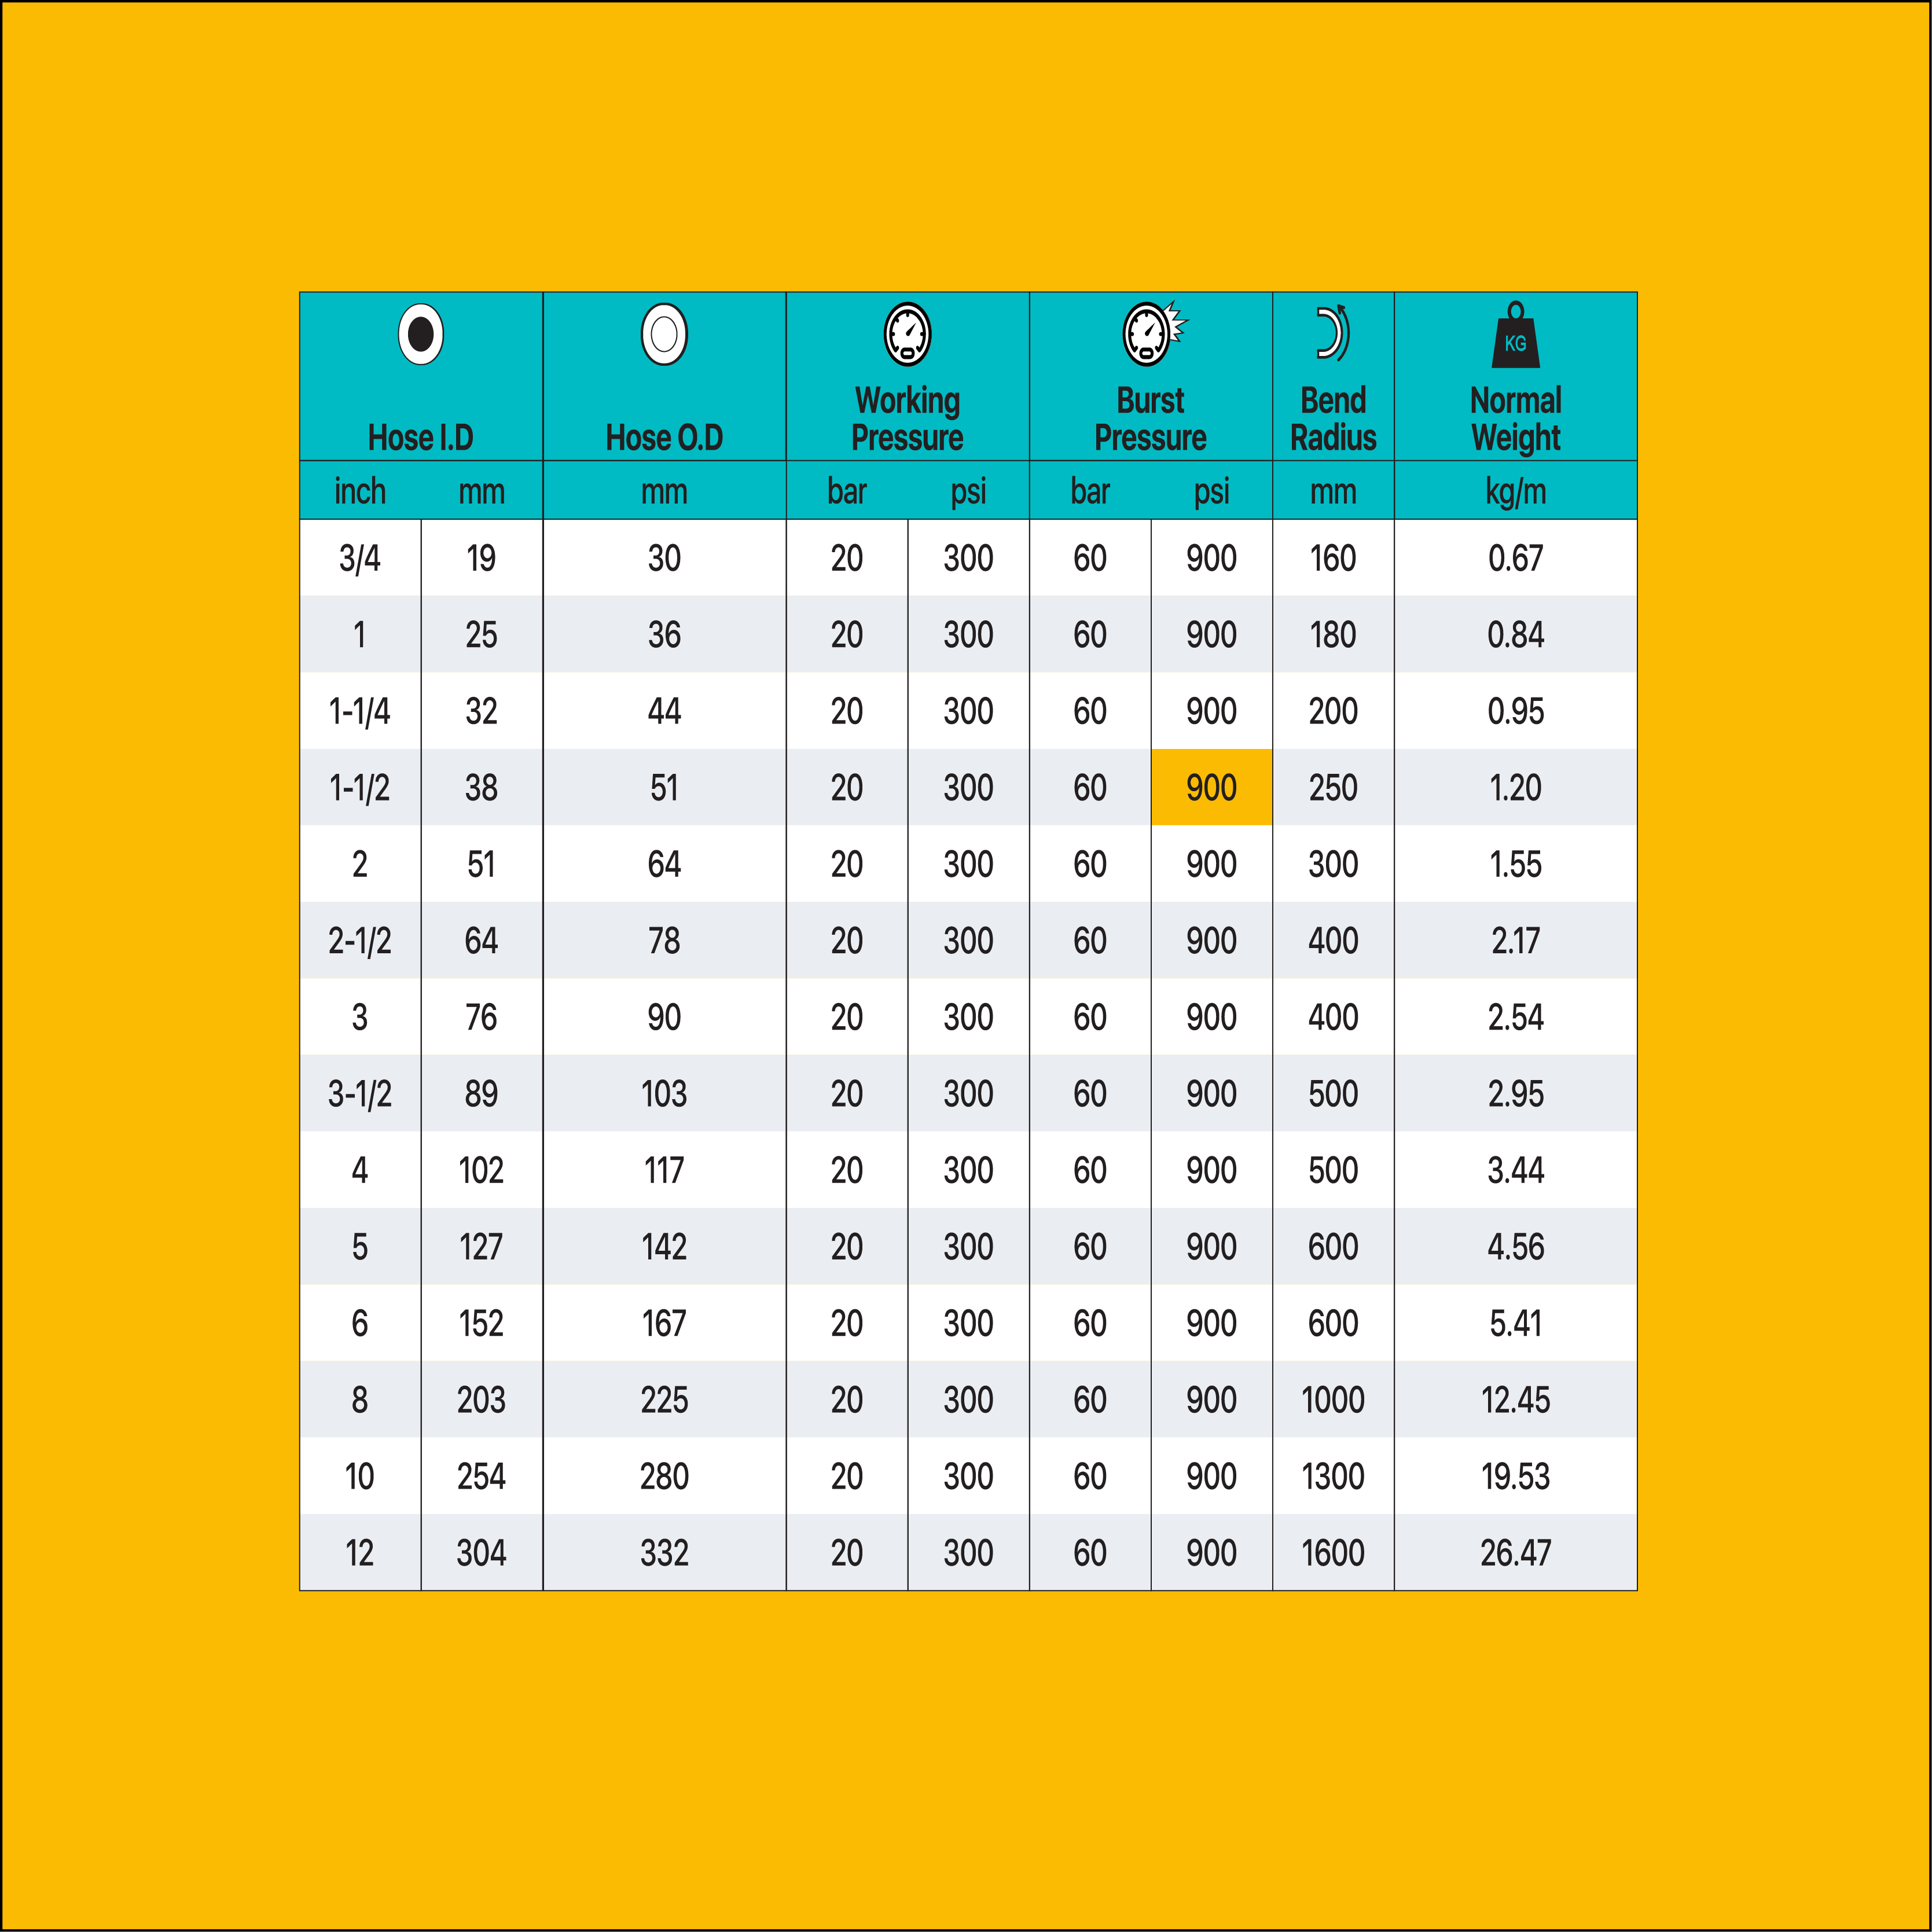 KG
Hose I.D Hose O.D Working Pressure Burst Pressure Bend Radius Normal Weight
inch mm mm bar psi bar psi mm kg/m
3/4 19 30 20 300 60 900 160 0.67
1 25 36 20 300 60 900 180 0.84
1-1/4 32 44 20 300 60 900 200 0.95
1-1/2 38 51 20 300 60 900 250 1.20
2 51 64 20 300 60 900 300 1.55
2-1/2 64 78 20 300 60 900 400 2.17
3 76 90 20 300 60 900 400 2.54
3-1/2 89 103 20 300 60 900 500 2.95
4 102 117 20 300 60 900 500 3.44
5 127 142 20 300 60 900 600 4.56
6 152 167 20 300 60 900 600 5.41
8 203 225 20 300 60 900 1000 12.45
10 254 280 20 300 60 900 1300 19.53
12 304 332 20 300 60 900 1600 26.47